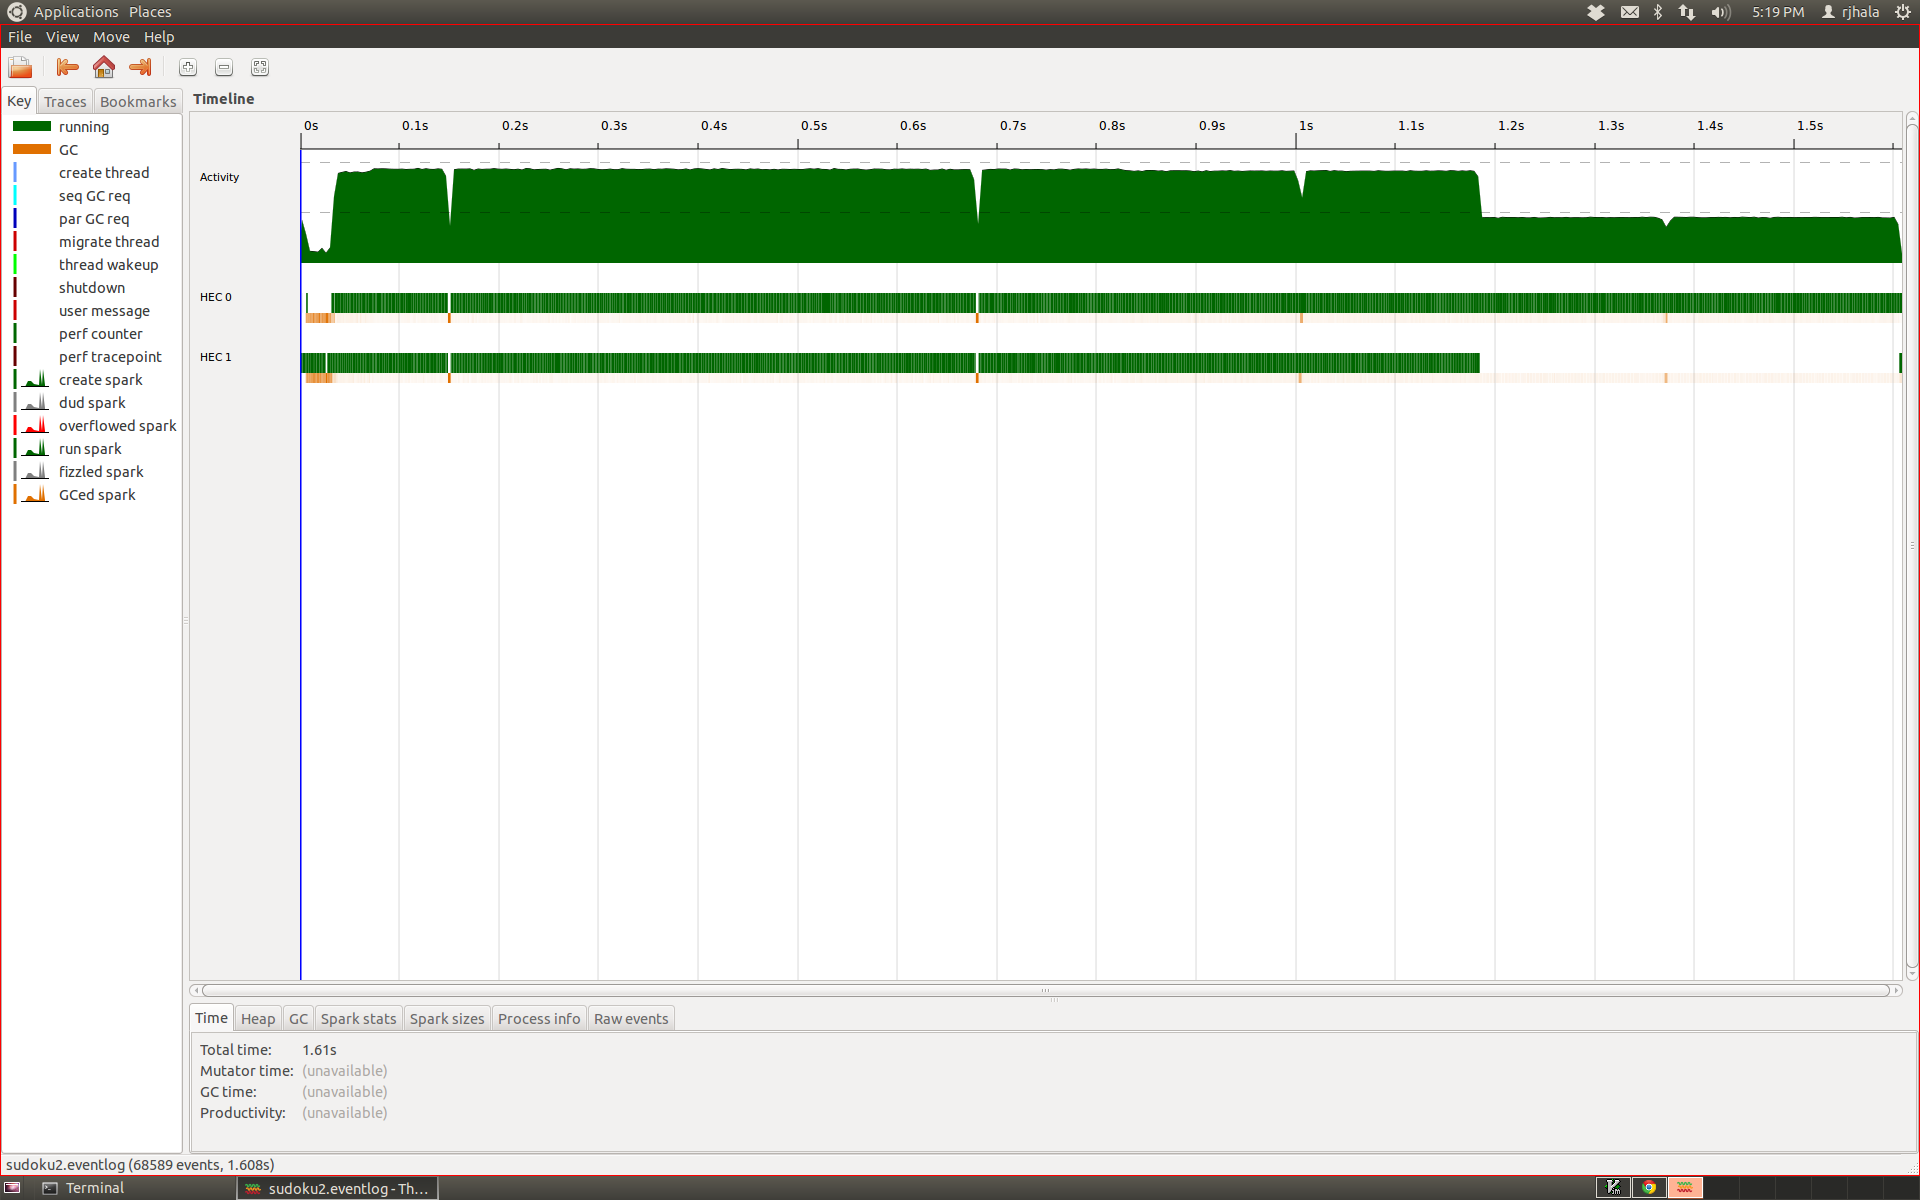 Applications Places 5:19 PM rjhala
File View Move Help
Key Traces Bookmarks
running
GC
create thread
seq GC req
par GC req
migrate thread
thread wakeup
shutdown
user message
perf counter
perf tracepoint
create spark
dud spark
overflowed spark
run spark
fizzled spark
GCed spark
Timeline
0s 0.1s 0.2s 0.3s 0.4s 0.5s 0.6s 0.7s 0.8s 0.9s 1s 1.1s 1.2s 1.3s 1.4s 1.5s
Activity
HEC 0
HEC 1
Time Heap GC Spark stats Spark sizes Process info Raw events
Total time: 1.61s
Mutator time: (unavailable)
GC time: (unavailable)
Productivity: (unavailable)
sudoku2.eventlog (68589 events, 1.608s)
Terminal sudoku2.eventlog - Th...